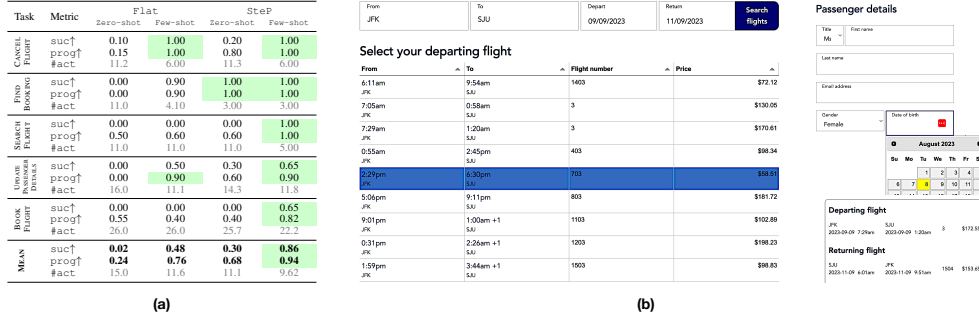 Task Metric Flat SteP
Zero-shot Few-shot Zero-shot Few-shot
CANCEL FLIGHT
suc↑ 0.10 1.00 0.20 1.00
prog↑ 0.15 1.00 0.80 1.00
#act 11.2 6.00 11.3 6.00
FIND BOOKING
suc↑ 0.00 0.90 1.00 1.00
prog↑ 0.00 0.90 1.00 1.00
#act 11.0 4.10 3.00 3.00
SEARCH FLIGHT
suc↑ 0.00 0.00 0.00 1.00
prog↑ 0.50 0.60 0.60 1.00
#act 11.0 11.0 11.0 5.00
UPDATE PASSENGER DETAILS
suc↑ 0.00 0.50 0.30 0.65
prog↑ 0.00 0.90 0.60 0.90
#act 16.0 11.1 14.3 11.8
BOOK FLIGHT
suc↑ 0.00 0.00 0.00 0.65
prog↑ 0.55 0.40 0.40 0.82
#act 26.0 26.0 25.7 22.2
MEAN
suc↑ 0.02 0.48 0.30 0.86
prog↑ 0.24 0.76 0.68 0.94
#act 15.0 11.6 11.1 9.62
(a)
From To Depart Return
JFK SJU 09/09/2023 11/09/2023
Search
flights
Select your departing flight
From To Flight number Price
6:11am 9:54am 1403 $72.12
JFK SJU
7:05am 0:58am 3 $130.05
JFK SJU
7:29am 1:20am 3 $170.61
JFK SJU
0:55am 2:45pm 403 $98.34
JFK SJU
2:29pm 6:30pm 703 $58.51
JFK SJU
5:06pm 9:11pm 803 $181.72
JFK SJU
9:01pm 1:00am +1 1103 $102.89
JFK SJU
0:31pm 2:26am +1 1203 $198.23
JFK SJU
1:59pm 3:44am +1 1503 $98.83
JFK SJU
(b)
Passenger details
Title First name
Ms
Last name
Email address
Gender Date of birth
Female
August 2023
Su Mo Tu We Th Fr S
1 2 3 4
6 7 8 9 10 11
Departing flight
JFK SJU
2023-09-09 7:29am 2023-09-09 1:20am 3 $172.5
Returning flight
SJU JFK
2023-11-09 6:01am 2023-11-09 9:51am 1504 $153.6